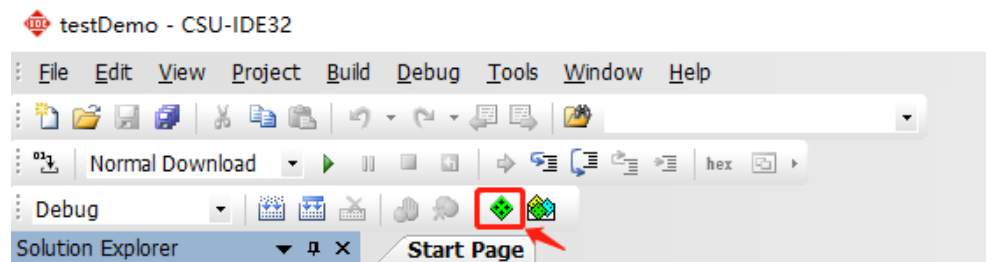 testDemo - CSU-IDE32
File Edit View Project Build Debug Tools Window Help
Normal Download hex
Debug
Solution Explorer Start Page